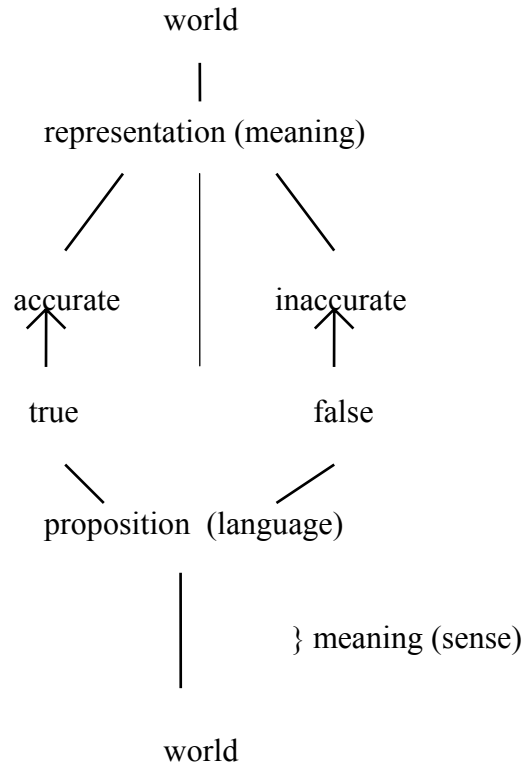 world
representation (meaning)
accurate inaccurate
true false
proposition (language)
} meaning (sense)
world